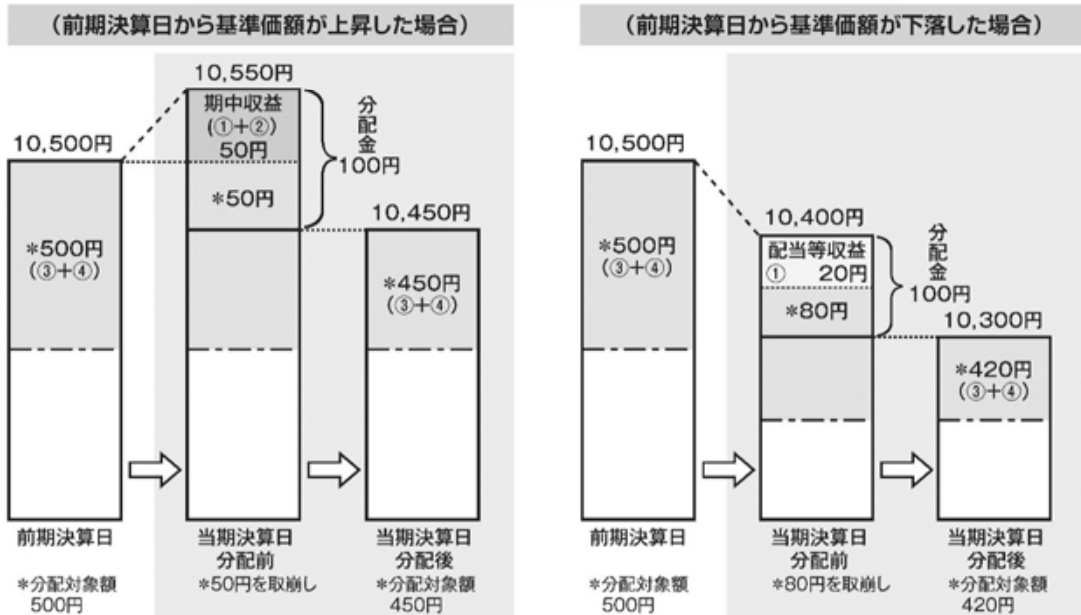 （前期決算日から基準価額が上昇した場合）
10,550円
期中収益
(①+②)
50円
*50円
分配金
100円
10,500円
*500円
(③+④)
10,450円
*450円
(③+④)
前期決算日
当期決算日
分配前
当期決算日
分配後
*分配対象額
500円
*50円を取崩し
*分配対象額
450円
（前期決算日から基準価額が下落した場合）
10,500円
*500円
(③+④)
10,400円
配当等収益
① 20円
*80円
分配金
100円
10,300円
*420円
(③+④)
前期決算日
当期決算日
分配前
当期決算日
分配後
*分配対象額
500円
*80円を取崩し
*分配対象額
420円